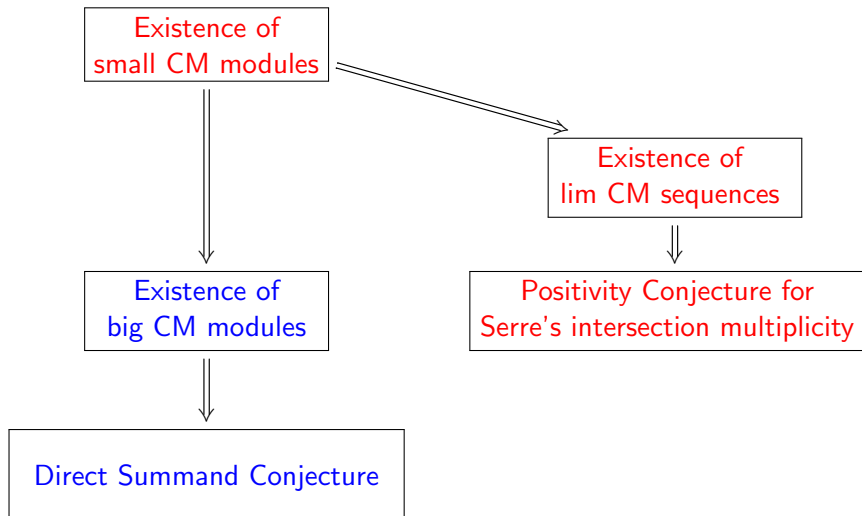 Existence of
small CM modules
Existence of
lim CM sequences
Existence of
big CM modules
Positivity Conjecture for
Serre's intersection multiplicity
Direct Summand Conjecture